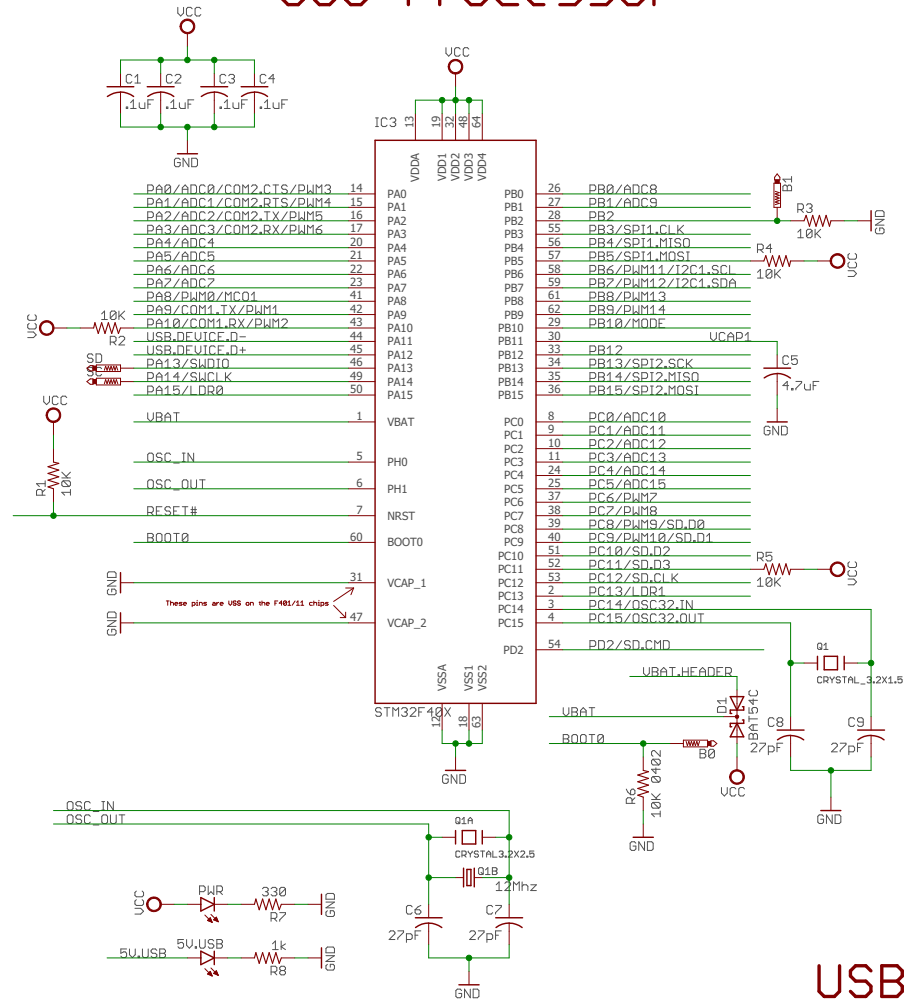 VCC
C1 C2 C3 C4
.1uF .1uF .1uF .1uF
GND
VCC
IC3
13 19 32 48 64
VDDA VDD1 VDD2 VDD3 VDD4
PA0/ADC0/COM2.CTS/PWM3 14 PA0
PA1/ADC1/COM2.RTS/PWM4 15 PA1
PA2/ADC2/COM2.TX/PWM5 16 PA2
PA3/ADC3/COM2.RX/PWM6 17 PA3
PA4/ADC4 20 PA4
PA5/ADC5 21 PA5
PA6/ADC6 22 PA6
PA7/ADC7 23 PA7
PA8/PWM0/MCO1 41 PA8
PA9/COM1.TX/PWM1 42 PA9
PA10/COM1.RX/PWM2 43 PA10
USB.DEVICE.D- 44 PA11
USB.DEVICE.D+ 45 PA12
PA13/SWDIO 46 PA13
PA14/SWCLK 49 PA14
PA15/LDR0 50 PA15
VCC
10K
R2
SD
VBAT 1 VBAT
VCC
R1
10K
OSC_IN 5 PH0
OSC_OUT 6 PH1
RESET# 7 NRST
BOOT0 60 BOOT0
GND 31 VCAP_1
These pins are VSS on the F401/11 chips
GND 47 VCAP_2
PB0 26 PB0/ADC8
PB1 27 PB1/ADC9
PB2 28 PB2
PB3 55 PB3/SPI1.CLK
PB4 56 PB4/SPI1.MISO
PB5 57 PB5/SPI1.MOSI
PB6 58 PB6/PWM11/I2C1.SCL
PB7 59 PB7/PWM12/I2C1.SDA
PB8 61 PB8/PWM13
PB9 62 PB9/PWM14
PB10 29 PB10/MODE
PB11 30 VCAP1
PB12 33 PB12
PB13 34 PB13/SPI2.SCK
PB14 35 PB14/SPI2.MISO
PB15 36 PB15/SPI2.MOSI
B1
R3
10K
GND
R4
10K
VCC
C5
4.7uF
GND
PC0 8 PC0/ADC10
PC1 9 PC1/ADC11
PC2 10 PC2/ADC12
PC3 11 PC3/ADC13
PC4 24 PC4/ADC14
PC5 25 PC5/ADC15
PC6 37 PC6/PWM7
PC7 38 PC7/PWM8
PC8 39 PC8/PWM9/SD.D0
PC9 40 PC9/PWM10/SD.D1
PC10 51 PC10/SD.D2
PC11 52 PC11/SD.D3
PC12 53 PC12/SD.CLK
PC13 2 PC13/LDR1
PC14 3 PC14/OSC32.IN
PC15 4 PC15/OSC32.OUT
PD2 54 PD2/SD.CMD
R5
10K
VCC
VSSA VSS1 VSS2
STM32F40X
12 18 63
GND
Q1
CRYSTAL_3.2X1.5
C8
27pF
C9
27pF
GND
VBAT.HEADER
VBAT
D1
BAT54C
VCC
BOOT0
B0
R6
10K 0402
GND
OSC_IN
OSC_OUT
Q1A
CRYSTAL3.2X2.5
Q1B
12Mhz
C6
27pF
C7
27pF
GND
VCC
PWR
330
R7
GND
5V.USB
5V.USB
1k
R8
GND
USB